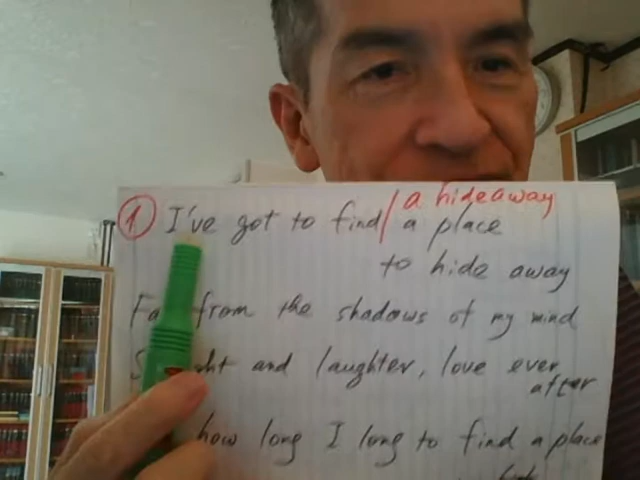 1 I've got to find / a hideaway
a place
to hide away
from the shadows of my mind
and laughter, love ever
after
how long I long to find a place